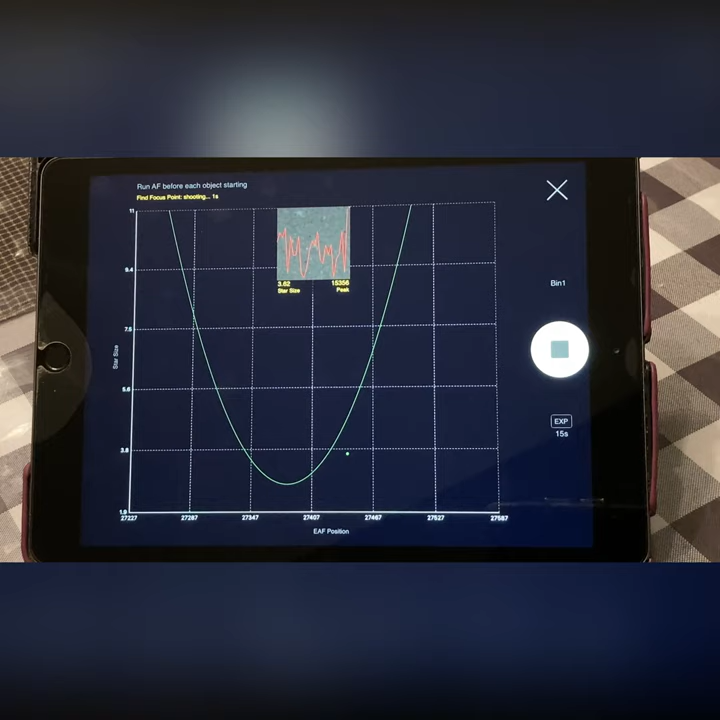 Run AF before each object starting
Find Focus Point: shooting... 1s
11
9.4
7.5
5.6
3.8
1.9
Star Size
3.62 15356
Star Size Peak
27227 27287 27347 27407 27467 27527 27587
EAF Position
Bin1
EXP
15s